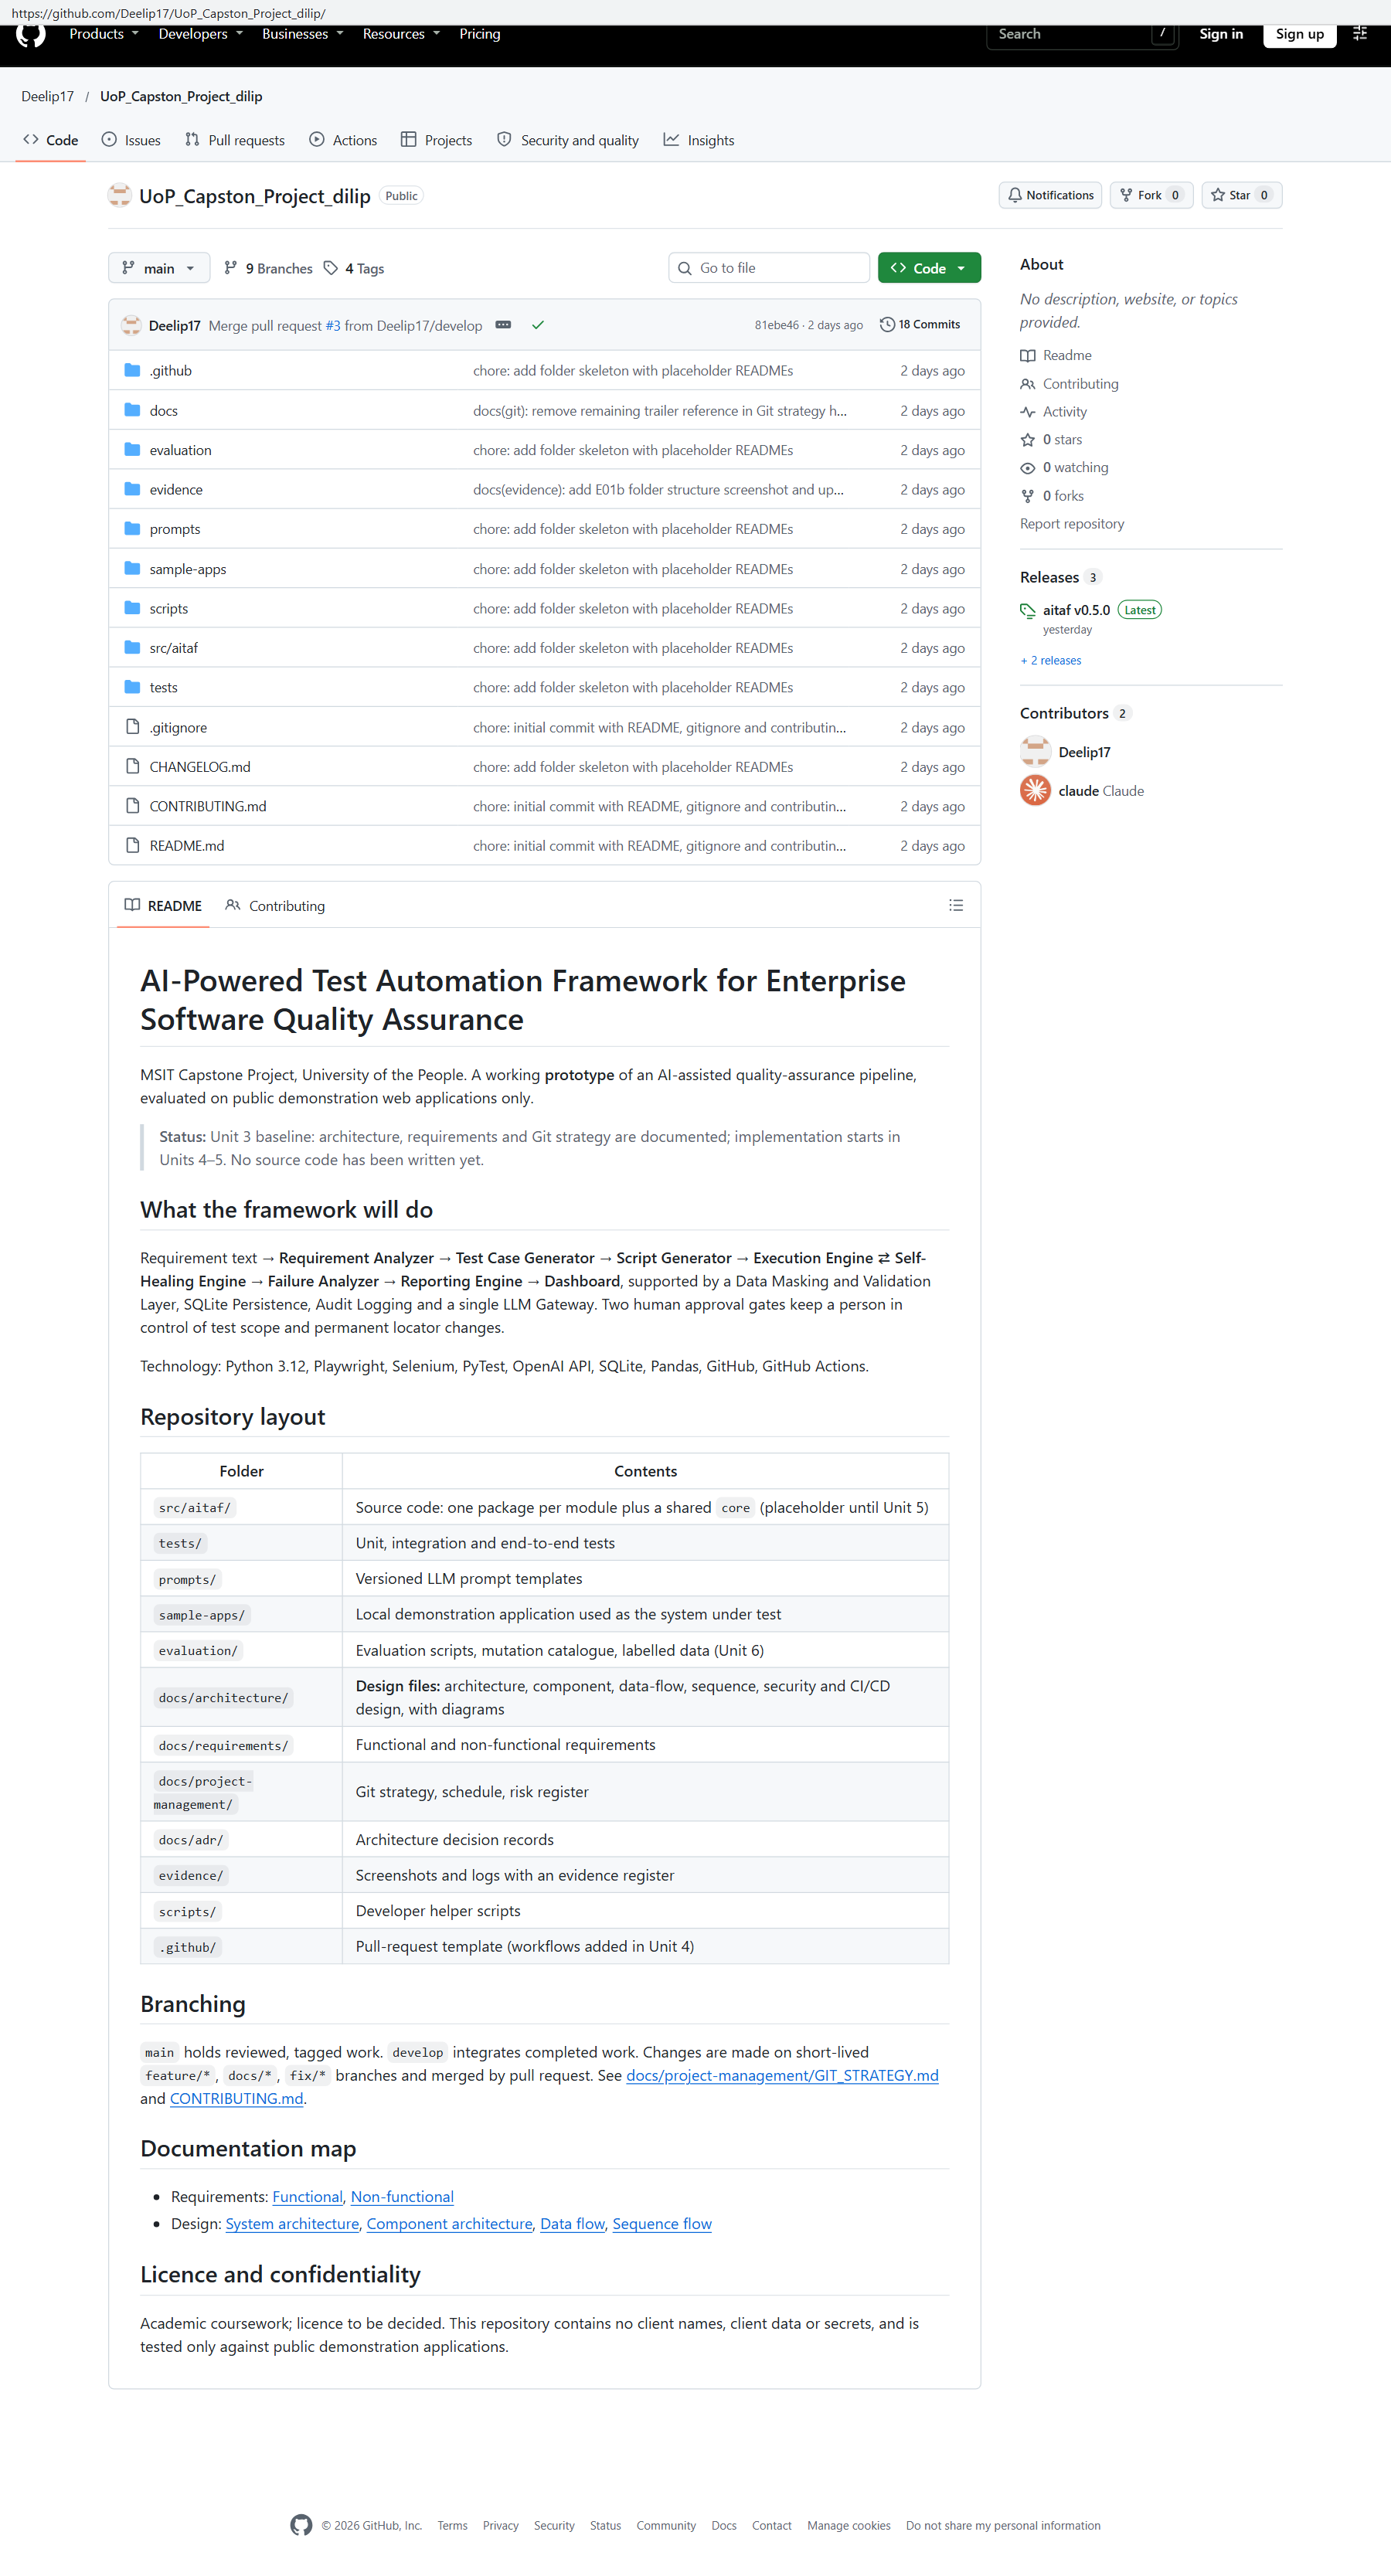 https://github.com/Deelip17/UoP_Capston_Project_dilip/
Products Developers Businesses Resources Pricing Search / Sign in Sign up
Deelip17 / UoP_Capston_Project_dilip
Code Issues Pull requests Actions Projects Security and quality Insights
UoP_Capston_Project_dilip Public Notifications Fork 0 Star 0
main 9 Branches 4 Tags Go to file Code
Deelip17 Merge pull request #3 from Deelip17/develop 81ebe46 · 2 days ago 18 Commits
.github chore: add folder skeleton with placeholder READMEs 2 days ago
docs docs(git): remove remaining trailer reference in Git strategy h... 2 days ago
evaluation chore: add folder skeleton with placeholder READMEs 2 days ago
evidence docs(evidence): add E01b folder structure screenshot and up... 2 days ago
prompts chore: add folder skeleton with placeholder READMEs 2 days ago
sample-apps chore: add folder skeleton with placeholder READMEs 2 days ago
scripts chore: add folder skeleton with placeholder READMEs 2 days ago
src/aitaf chore: add folder skeleton with placeholder READMEs 2 days ago
tests chore: add folder skeleton with placeholder READMEs 2 days ago
.gitignore chore: initial commit with README, gitignore and contributin... 2 days ago
CHANGELOG.md chore: add folder skeleton with placeholder READMEs 2 days ago
CONTRIBUTING.md chore: initial commit with README, gitignore and contributin... 2 days ago
README.md chore: initial commit with README, gitignore and contributin... 2 days ago
About
No description, website, or topics
provided.
Readme
Contributing
Activity
0 stars
0 watching
0 forks
Report repository
Releases 3
aitaf v0.5.0 Latest
yesterday
+ 2 releases
Contributors 2
Deelip17
claude Claude
README Contributing
AI-Powered Test Automation Framework for Enterprise
Software Quality Assurance
MSIT Capstone Project, University of the People. A working prototype of an AI-assisted quality-assurance pipeline,
evaluated on public demonstration web applications only.
Status: Unit 3 baseline: architecture, requirements and Git strategy are documented; implementation starts in
Units 4–5. No source code has been written yet.
What the framework will do
Requirement text → Requirement Analyzer → Test Case Generator → Script Generator → Execution Engine ⇄ Self-
Healing Engine → Failure Analyzer → Reporting Engine → Dashboard, supported by a Data Masking and Validation
Layer, SQLite Persistence, Audit Logging and a single LLM Gateway. Two human approval gates keep a person in
control of test scope and permanent locator changes.
Technology: Python 3.12, Playwright, Selenium, PyTest, OpenAI API, SQLite, Pandas, GitHub, GitHub Actions.
Repository layout
Folder Contents
src/aitaf/ Source code: one package per module plus a shared core (placeholder until Unit 5)
tests/ Unit, integration and end-to-end tests
prompts/ Versioned LLM prompt templates
sample-apps/ Local demonstration application used as the system under test
evaluation/ Evaluation scripts, mutation catalogue, labelled data (Unit 6)
docs/architecture/ Design files: architecture, component, data-flow, sequence, security and CI/CD
design, with diagrams
docs/requirements/ Functional and non-functional requirements
docs/project-
management/ Git strategy, schedule, risk register
docs/adr/ Architecture decision records
evidence/ Screenshots and logs with an evidence register
scripts/ Developer helper scripts
.github/ Pull-request template (workflows added in Unit 4)
Branching
main holds reviewed, tagged work. develop integrates completed work. Changes are made on short-lived
feature/*, docs/*, fix/* branches and merged by pull request. See docs/project-management/GIT_STRATEGY.md
and CONTRIBUTING.md.
Documentation map
• Requirements: Functional, Non-functional
• Design: System architecture, Component architecture, Data flow, Sequence flow
Licence and confidentiality
Academic coursework; licence to be decided. This repository contains no client names, client data or secrets, and is
tested only against public demonstration applications.
© 2026 GitHub, Inc. Terms Privacy Security Status Community Docs Contact Manage cookies Do not share my personal information